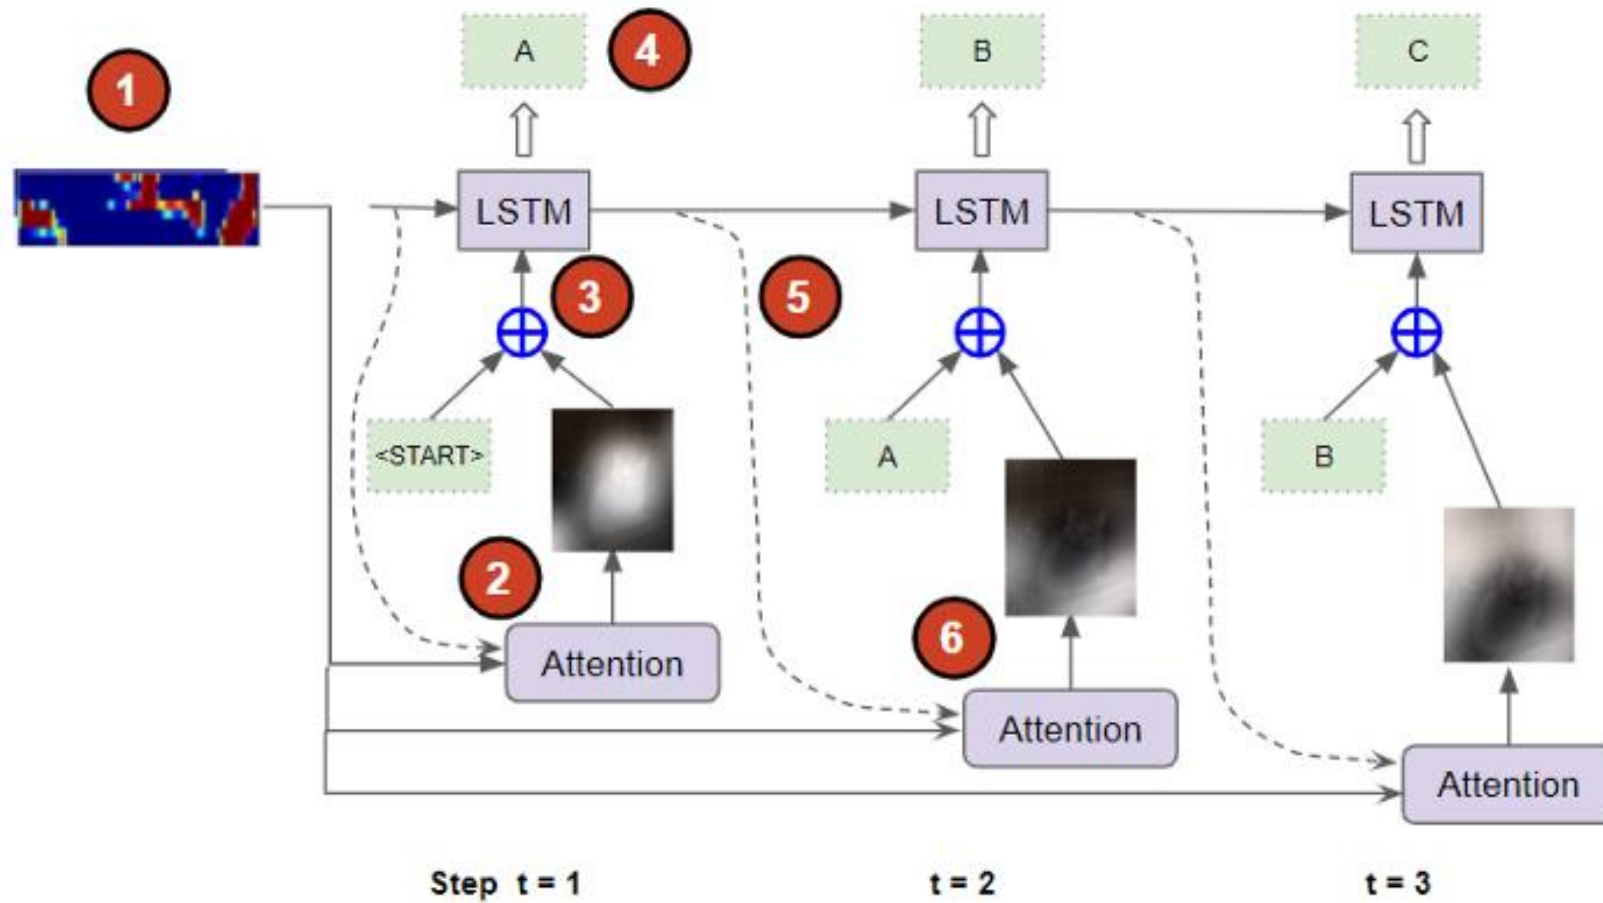 1
A
4
B
C
LSTM
LSTM
LSTM
3
5
<START>
A
B
2
6
Attention
Attention
Attention
Step t = 1
t = 2
t = 3